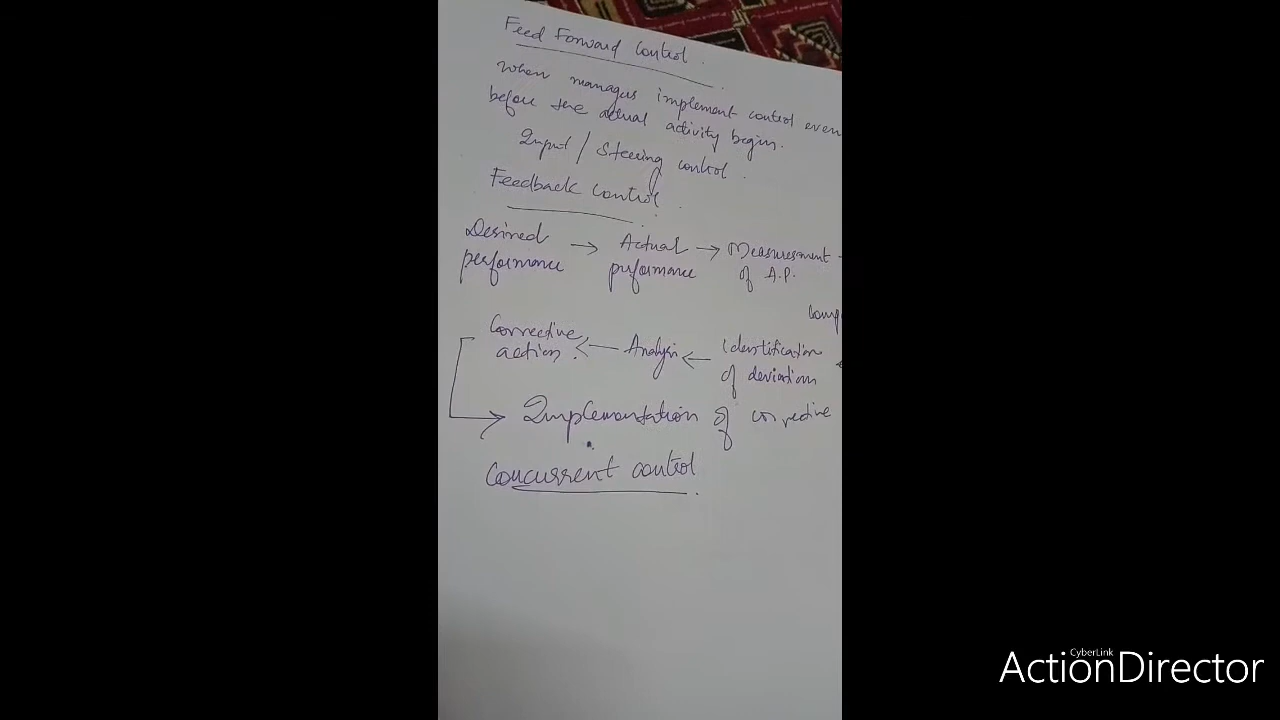 Feed Forward Control.
When managers implement control even
before the actual activity begin.
Input / Steering control.
Feedback Control.
Desired performance → Actual performance → Measurement of A.P.
Comp
Corrective action. ← Analysis ← Identification of deviation
Implementation of corrective
Concurrent control.
CyberLink
ActionDirector